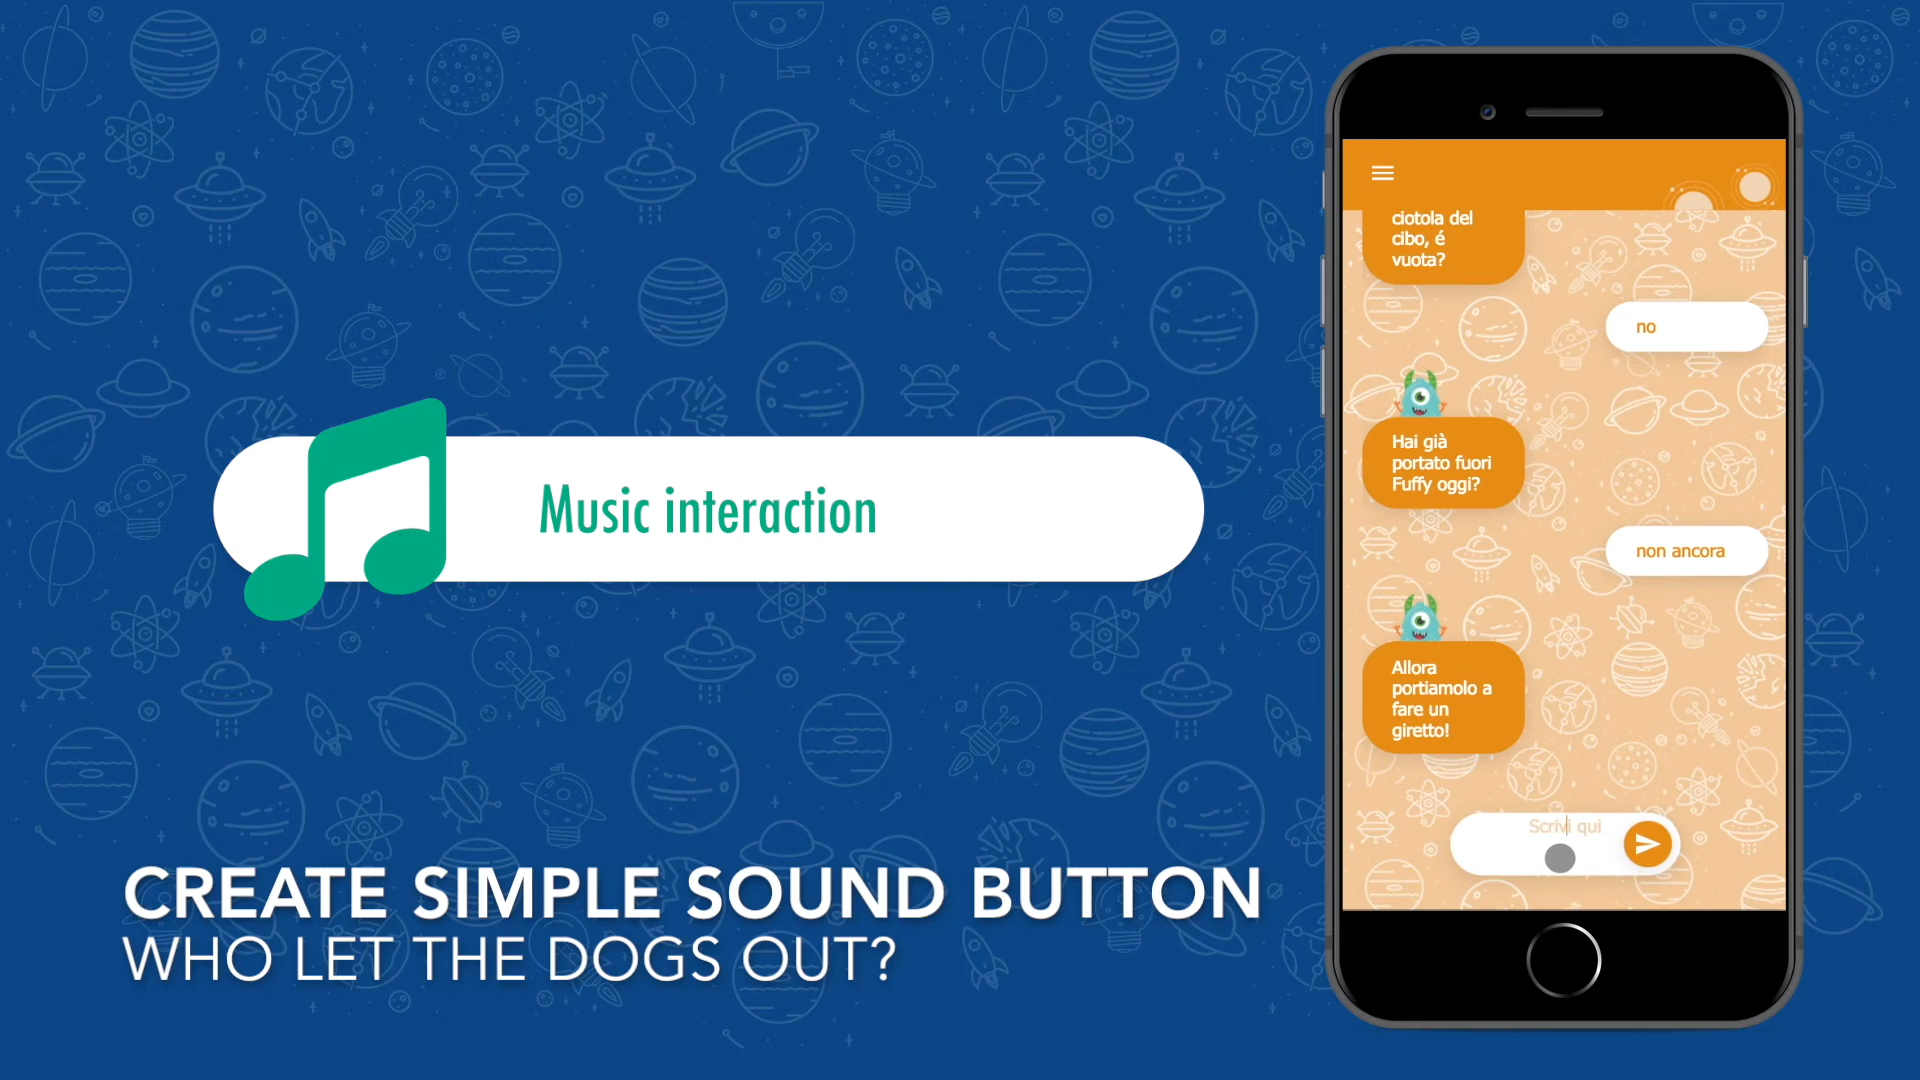 Music interaction
CREATE SIMPLE SOUND BUTTON
WHO LET THE DOGS OUT?
ciotola del
cibo, é
vuota?
no
Hai già
portato fuori
Fuffy oggi?
non ancora
Allora
portiamolo a
fare un
giretto!
Scrivi qui